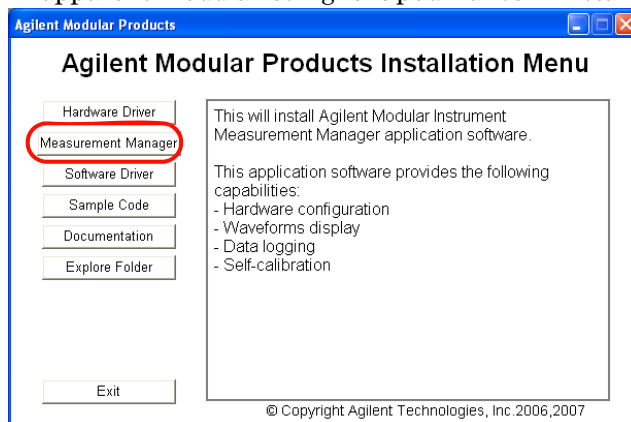 Agilent Modular Products
Agilent Modular Products Installation Menu
Hardware Driver
Measurement Manager
Software Driver
Sample Code
Documentation
Explore Folder
Exit
This will install Agilent Modular Instrument
Measurement Manager application software.
This application software provides the following
capabilities:
- Hardware configuration
- Waveforms display
- Data logging
- Self-calibration
© Copyright Agilent Technologies, Inc.2006,2007